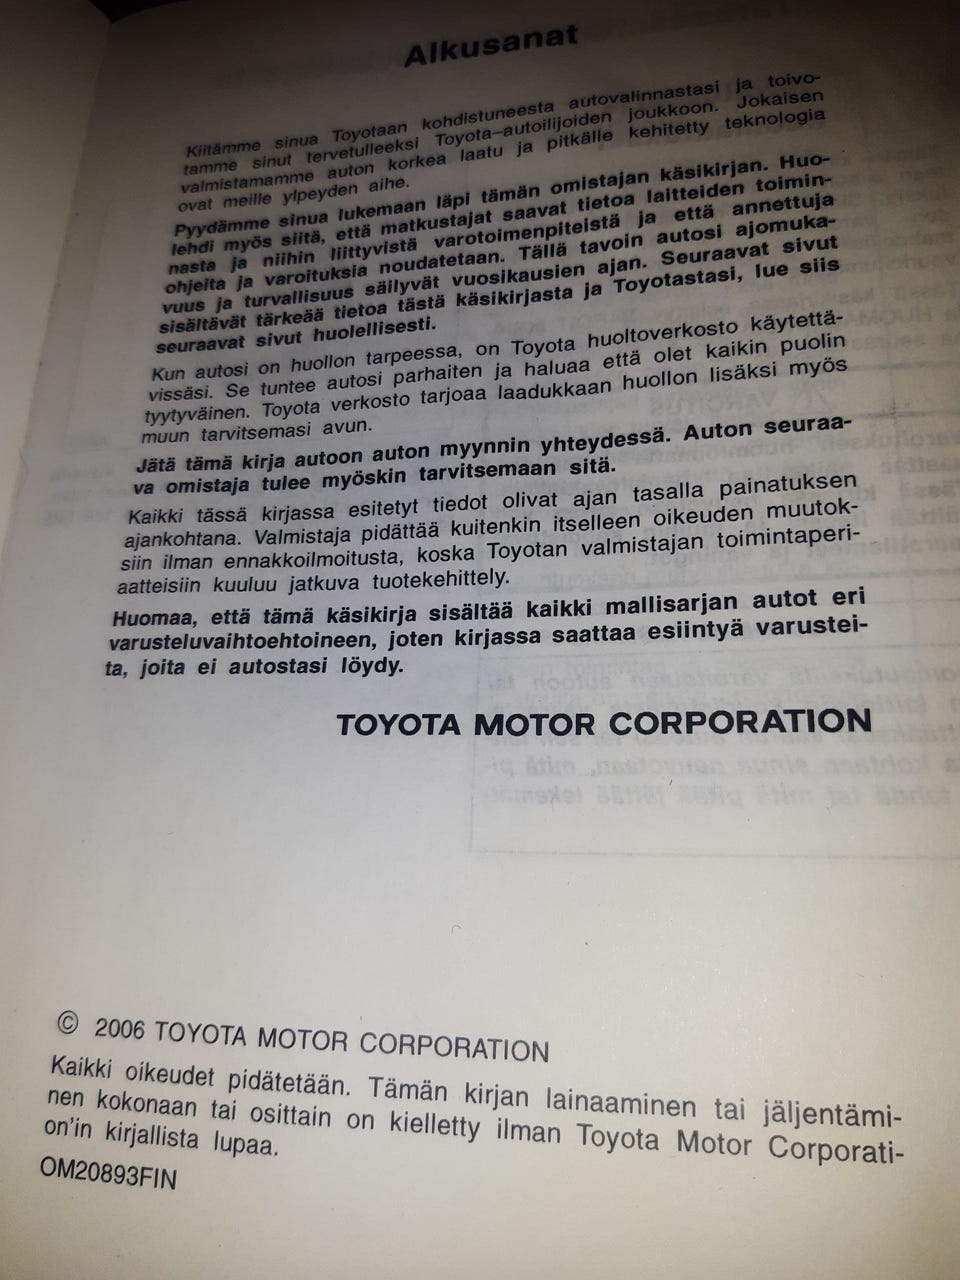 Alkusanat
Kiitämme sinua Toyotaan kohdistuneesta autovalinnastasi ja toivo-
tamme sinut tervetulleeksi Toyota–autoilijoiden joukkoon. Jokaisen
valmistamamme auton korkea laatu ja pitkälle kehitetty teknologia
ovat meille ylpeyden aihe.
Pyydämme sinua lukemaan läpi tämän omistajan käsikirjan. Huo-
lehdi myös siitä, että matkustajat saavat tietoa laitteiden toimin-
nasta ja niihin liittyvistä varotoimenpiteistä ja että annettuja
ohjeita ja varoituksia noudatetaan. Tällä tavoin autosi ajomuka-
vuus ja turvallisuus säilyvät vuosikausien ajan. Seuraavat sivut
sisältävät tärkeää tietoa tästä käsikirjasta ja Toyotastasi, lue siis
seuraavat sivut huolellisesti.
Kun autosi on huollon tarpeessa, on Toyota huoltoverkosto käytettä-
vissäsi. Se tuntee autosi parhaiten ja haluaa että olet kaikin puolin
tyytyväinen. Toyota verkosto tarjoaa laadukkaan huollon lisäksi myös
muun tarvitsemasi avun.
Jätä tämä kirja autoon auton myynnin yhteydessä. Auton seuraa-
va omistaja tulee myöskin tarvitsemaan sitä.
Kaikki tässä kirjassa esitetyt tiedot olivat ajan tasalla painatuksen
ajankohtana. Valmistaja pidättää kuitenkin itselleen oikeuden muutok-
siin ilman ennakkoilmoitusta, koska Toyotan valmistajan toimintaperi-
aatteisiin kuuluu jatkuva tuotekehittely.
Huomaa, että tämä käsikirja sisältää kaikki mallisarjan autot eri
varusteluvaihtoehtoineen, joten kirjassa saattaa esiintyä varustei-
ta, joita ei autostasi löydy.
TOYOTA MOTOR CORPORATION
© 2006 TOYOTA MOTOR CORPORATION
Kaikki oikeudet pidätetään. Tämän kirjan lainaaminen tai jäljentämi-
nen kokonaan tai osittain on kielletty ilman Toyota Motor Corporati-
on'in kirjallista lupaa.
OM20893FIN